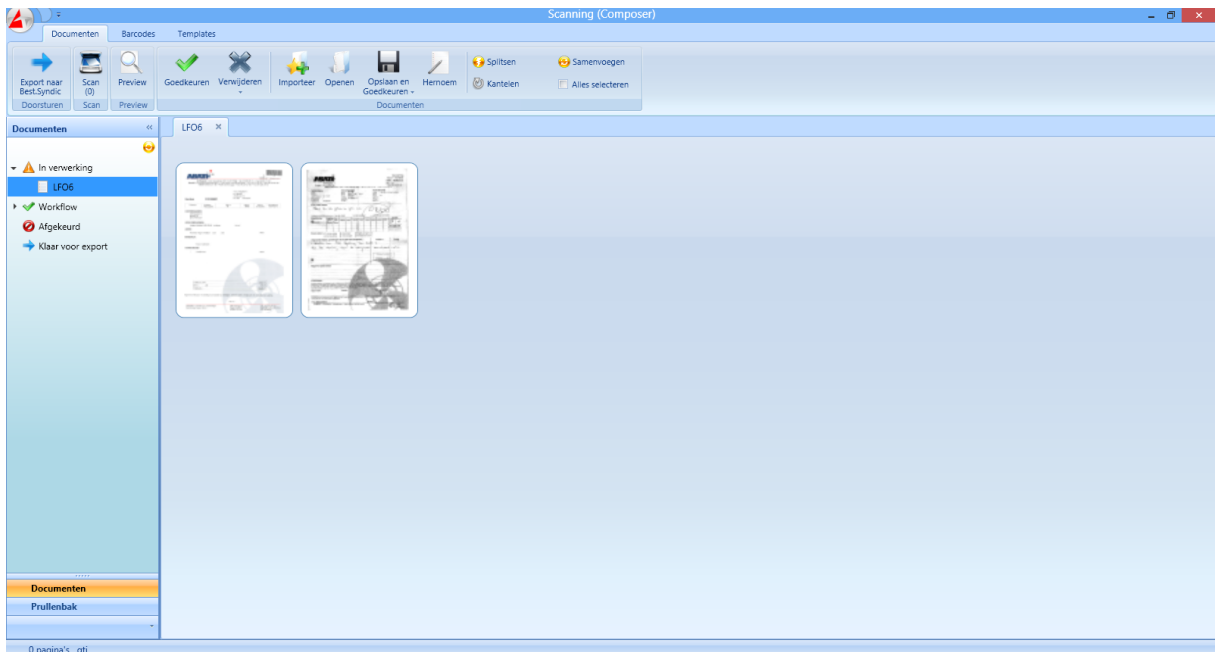 Scanning (Composer)
Documenten Barcodes Templates
Export naar Best.Syndic
Scan (0)
Preview
Goedkeuren
Verwijderen
Importeer
Openen
Opslaan en Goedkeuren
Hernoem
Splitsen
Samenvoegen
Kantelen
Alles selecteren
Doorsturen Scan Preview Documenten
Documenten
LFO6
In verwerking
LFO6
Workflow
Afgekeurd
Klaar voor export
Documenten
Prullenbak
0 pagina's